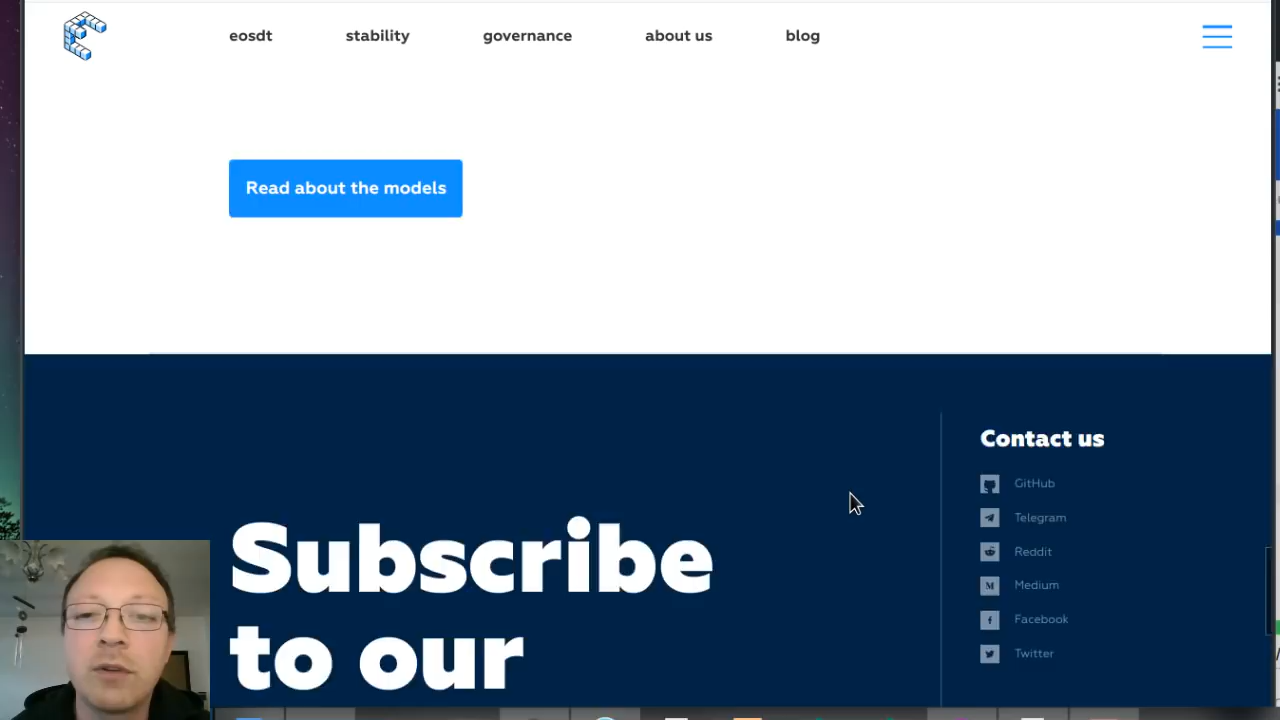 eosdt
stability
governance
about us
blog
Read about the models
Subscribe
to our
Contact us
GitHub
Telegram
Reddit
Medium
Facebook
Twitter